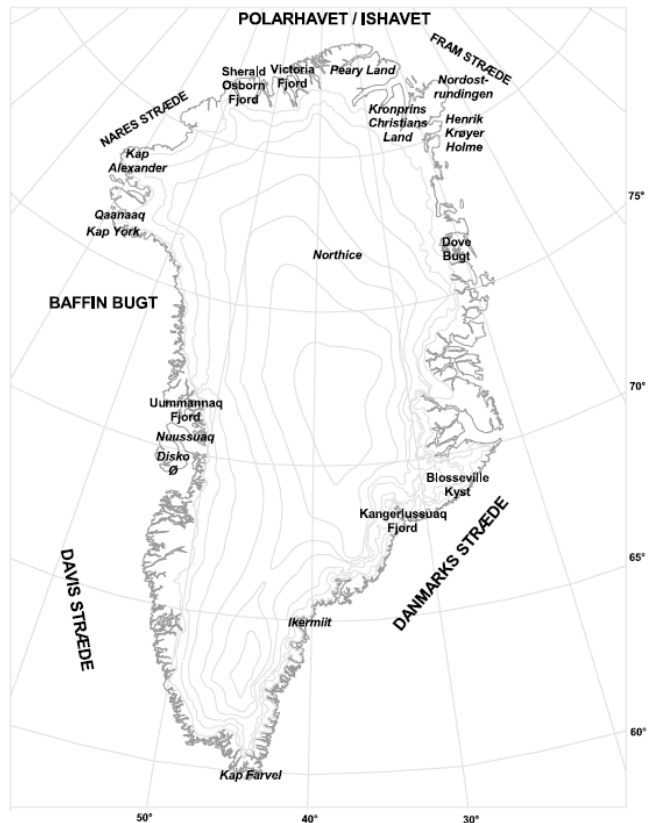 POLARHAVET / ISHAVET
FRAM STRÆDE
Sherald
Osborn
Fjord
Victoria
Fjord
Peary Land
Nordost-
rundingen
NARES STRÆDE
Kronprins
Christians
Land
Henrik
Krøyer
Holme
Kap
Alexander
75°
Qaanaaq
Kap York
Northice
Dove
Bugt
BAFFIN BUGT
70°
Uummannaq
Fjord
Nuussuaq
Disko
Ø
Blosseville
Kyst
Kangerlussuaq
Fjord
DANMARKS STRÆDE
65°
DAVIS STRÆDE
Ikermiit
60°
Kap Farvel
50°
40°
30°